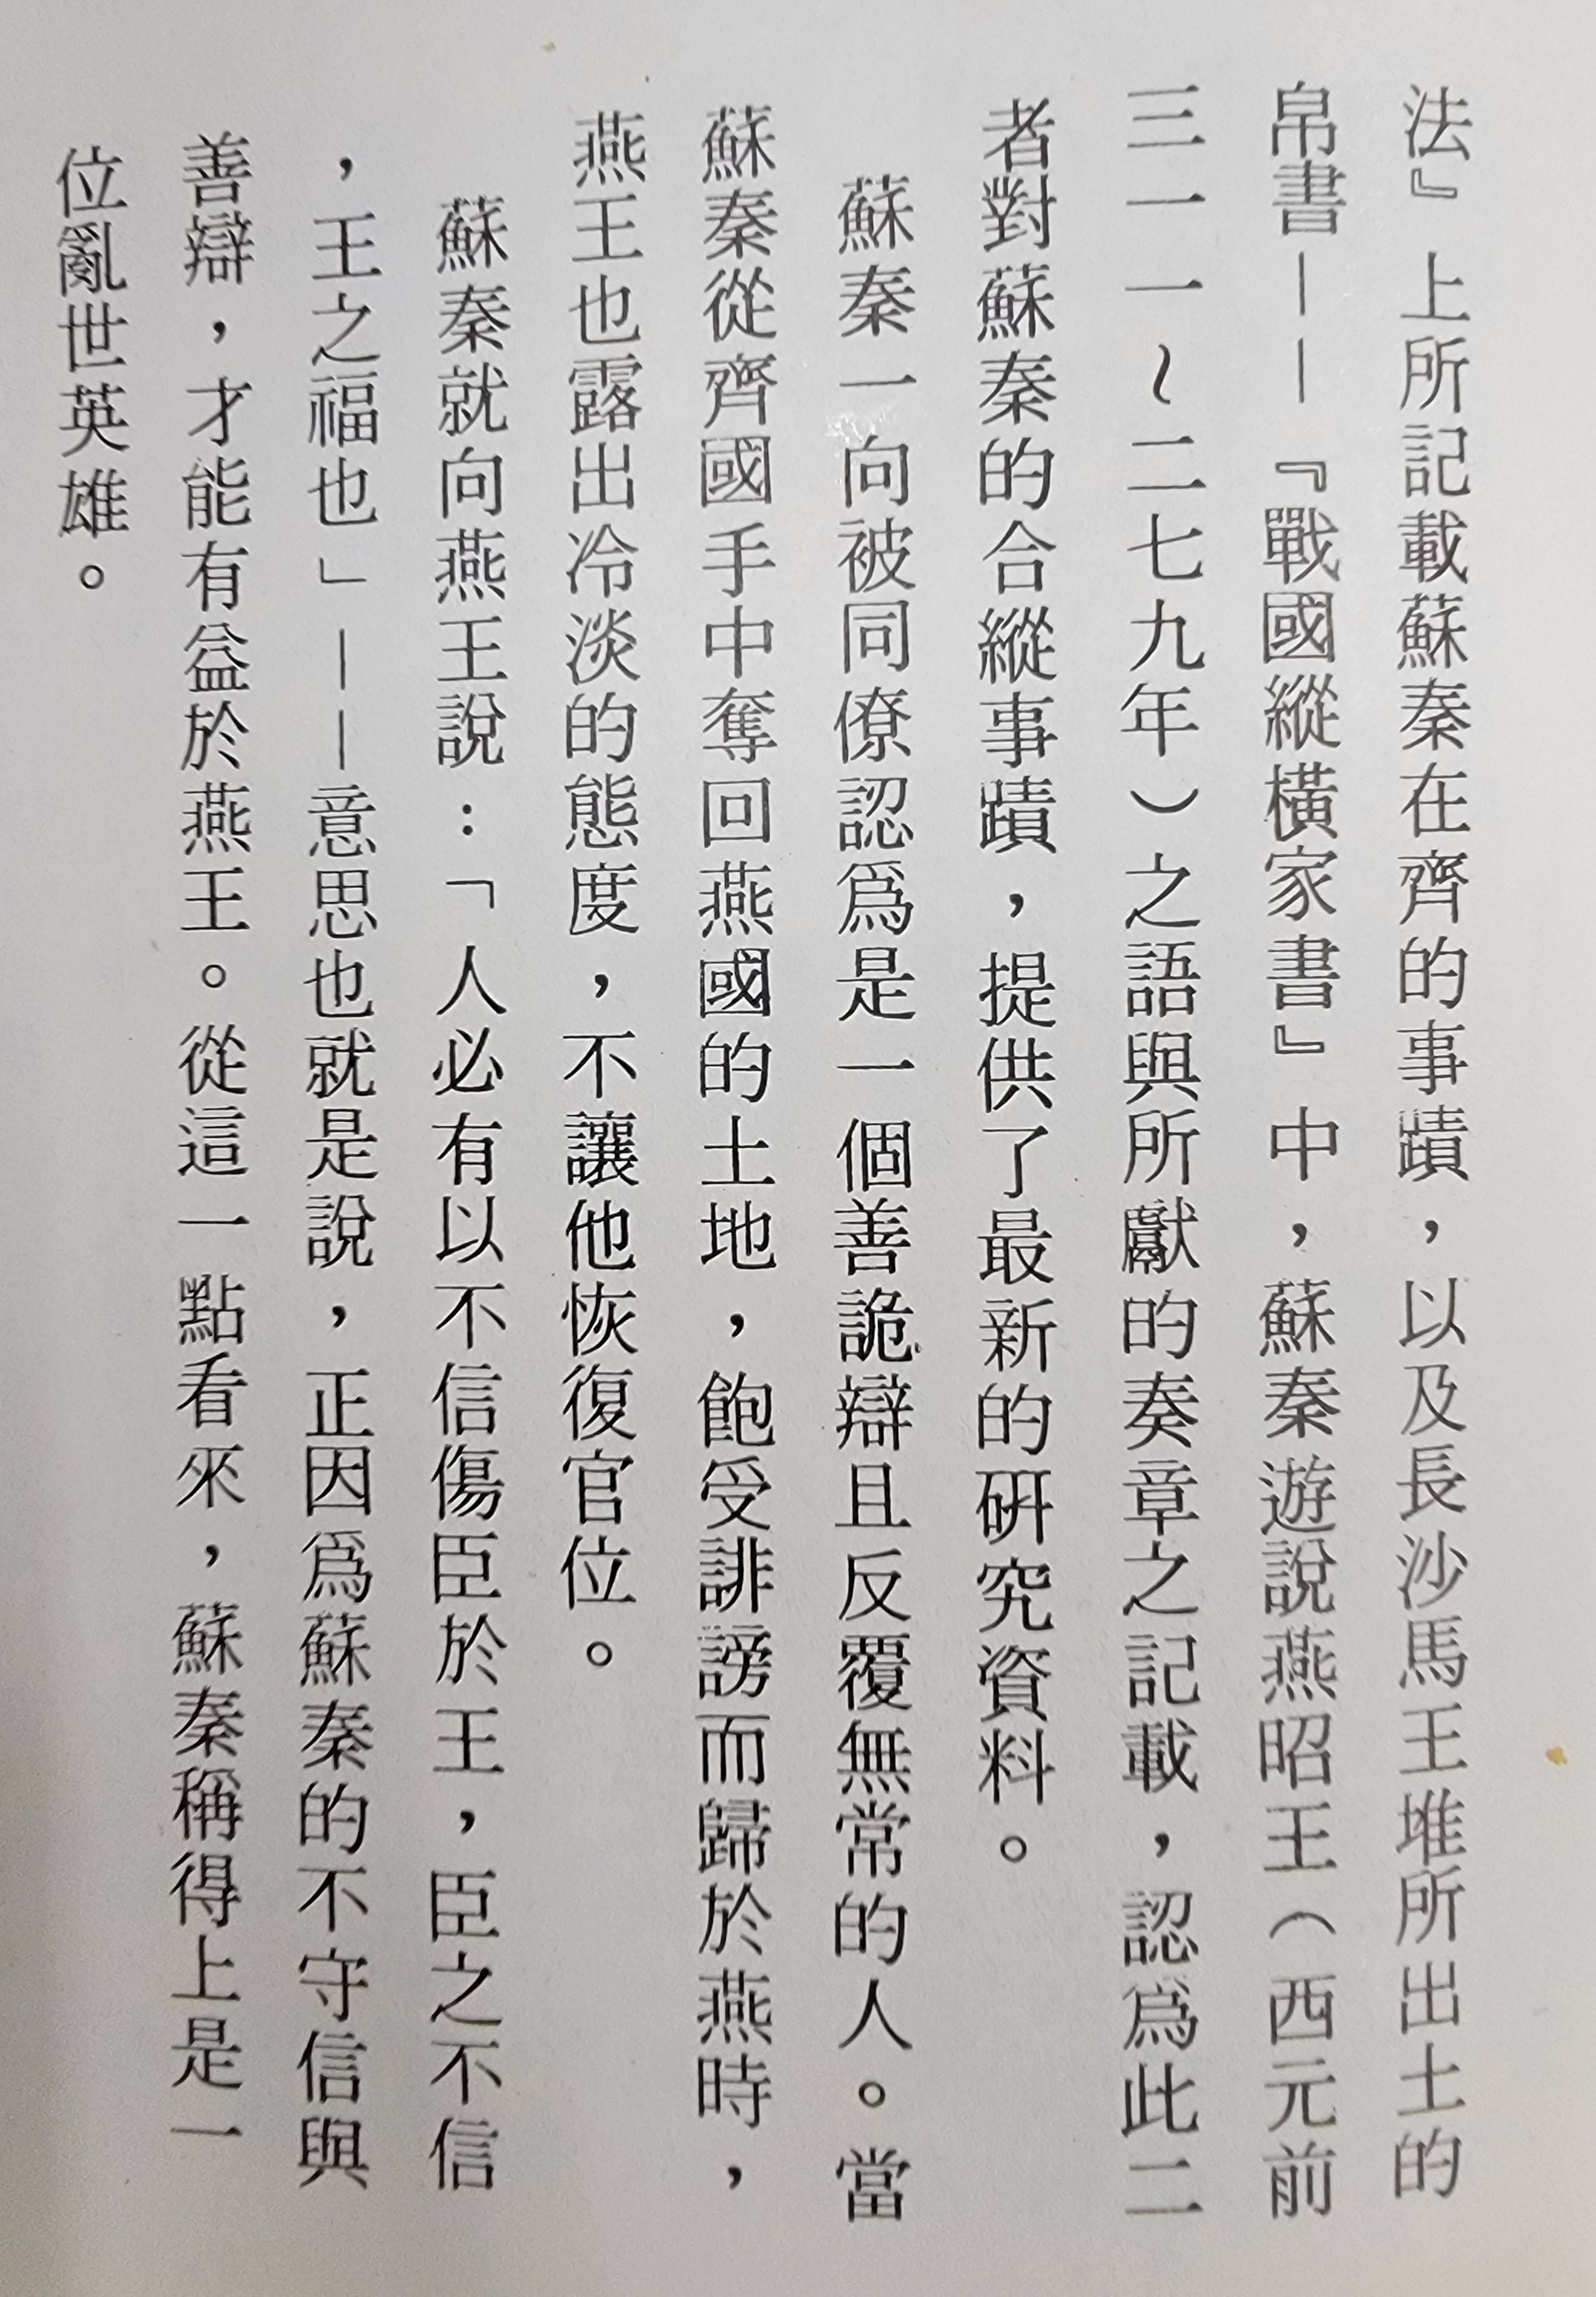 法』上所記載蘇秦在齊的事蹟，以及長沙馬王堆所出土的
帛書——『戰國縱橫家書』中，蘇秦遊說燕昭王（西元前
三一一～二七九年）之語與所獻的奏章之記載，認爲此二
者對蘇秦的合縱事蹟，提供了最新的研究資料。
蘇秦一向被同僚認爲是一個善詭辯且反覆無常的人。當
蘇秦從齊國手中奪回燕國的土地，飽受誹謗而歸於燕時，
燕王也露出冷淡的態度，不讓他恢復官位。
蘇秦就向燕王說：「人必有以不信傷臣於王，臣之不信
，王之福也」——意思也就是說，正因爲蘇秦的不守信與
善辯，才能有益於燕王。從這一點看來，蘇秦稱得上是一
位亂世英雄。